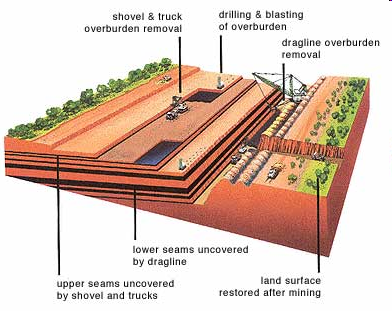 shovel & truck
overburden removal
drilling & blasting
of overburden
dragline overburden
removal
lower seams uncovered
by dragline
upper seams uncovered
by shovel and trucks
land surface
restored after mining